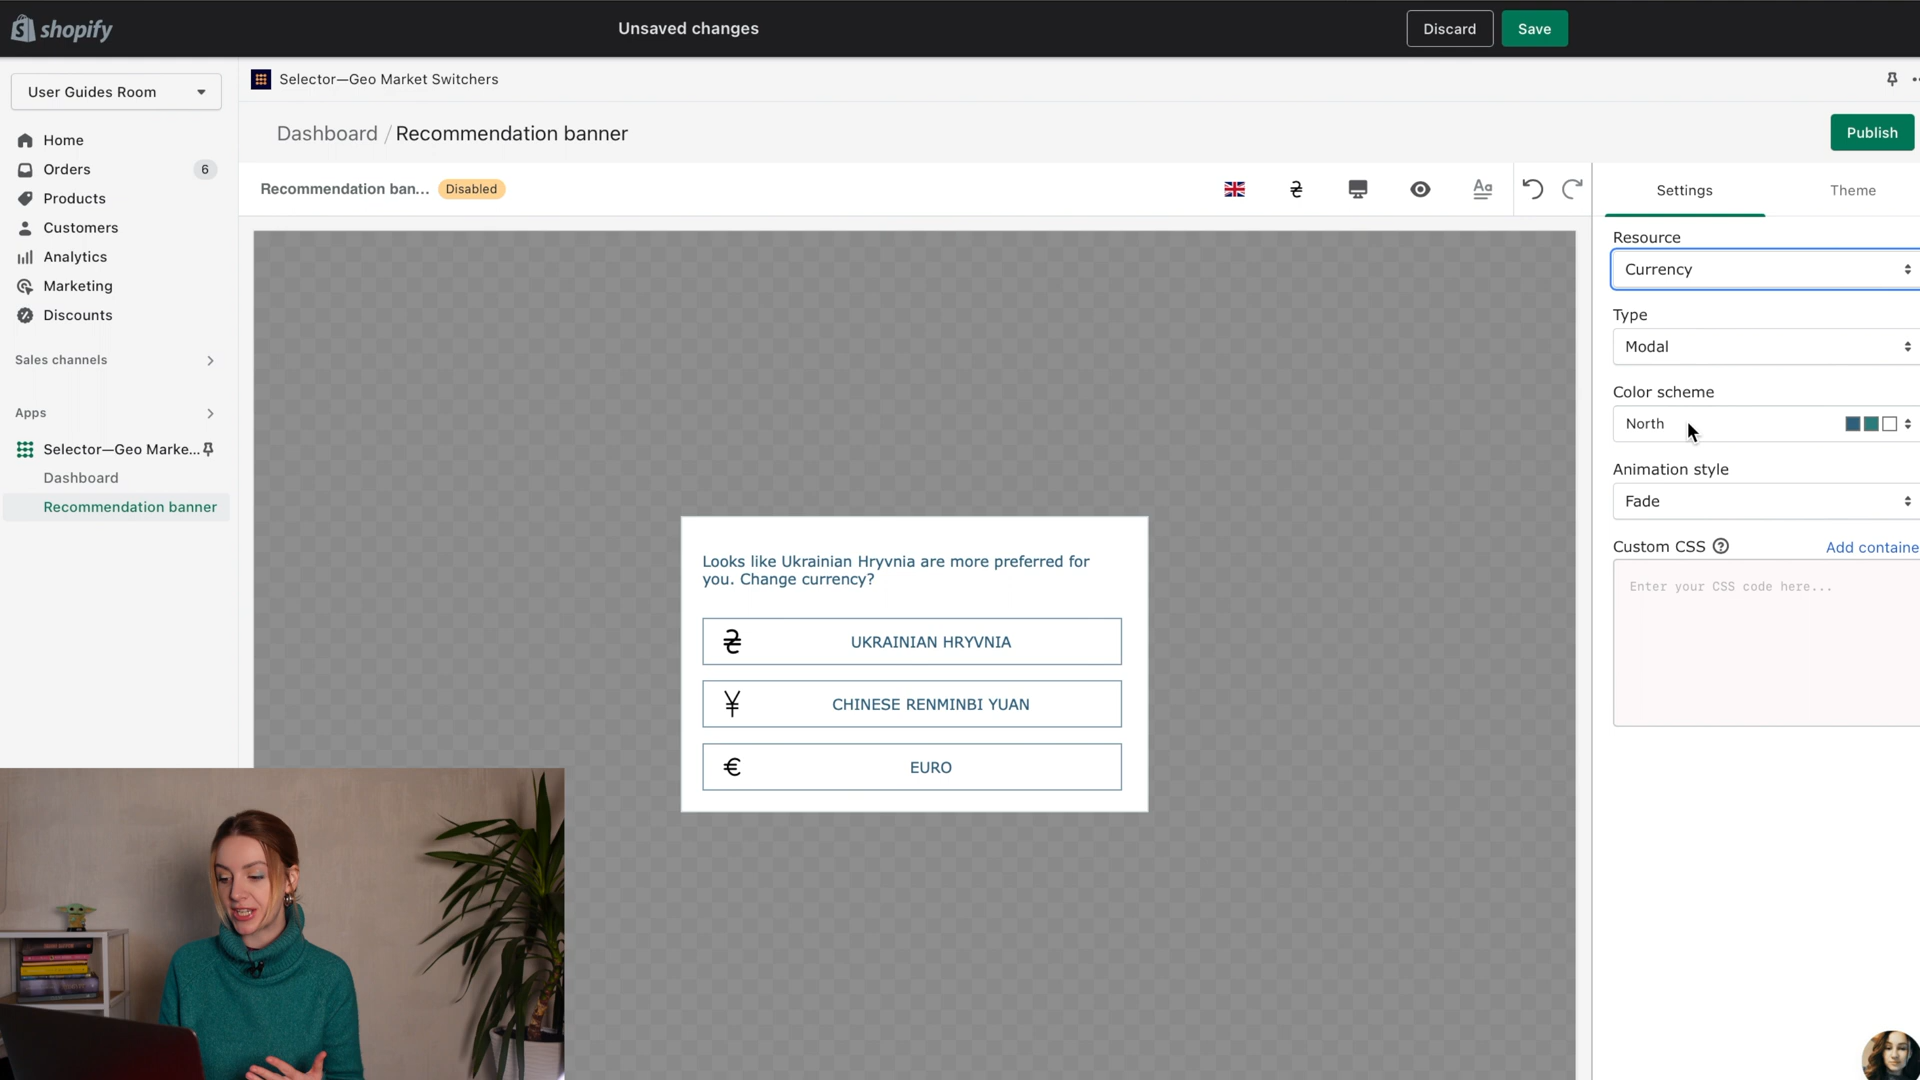 shopify
Unsaved changes
Discard
Save
User Guides Room
Selector—Geo Market Switchers
Home
Orders
6
Products
Customers
Analytics
Marketing
Discounts
Sales channels
Apps
Selector—Geo Marke...
Dashboard
Recommendation banner
Dashboard / Recommendation banner
Publish
Recommendation ban...
Disabled
₴
Aa
Settings
Theme
Resource
Currency
Type
Modal
Color scheme
North
Animation style
Fade
Custom CSS
?
Add containe
Enter your CSS code here...
Looks like Ukrainian Hryvnia are more preferred for
you. Change currency?
₴ UKRAINIAN HRYVNIA
¥ CHINESE RENMINBI YUAN
€ EURO